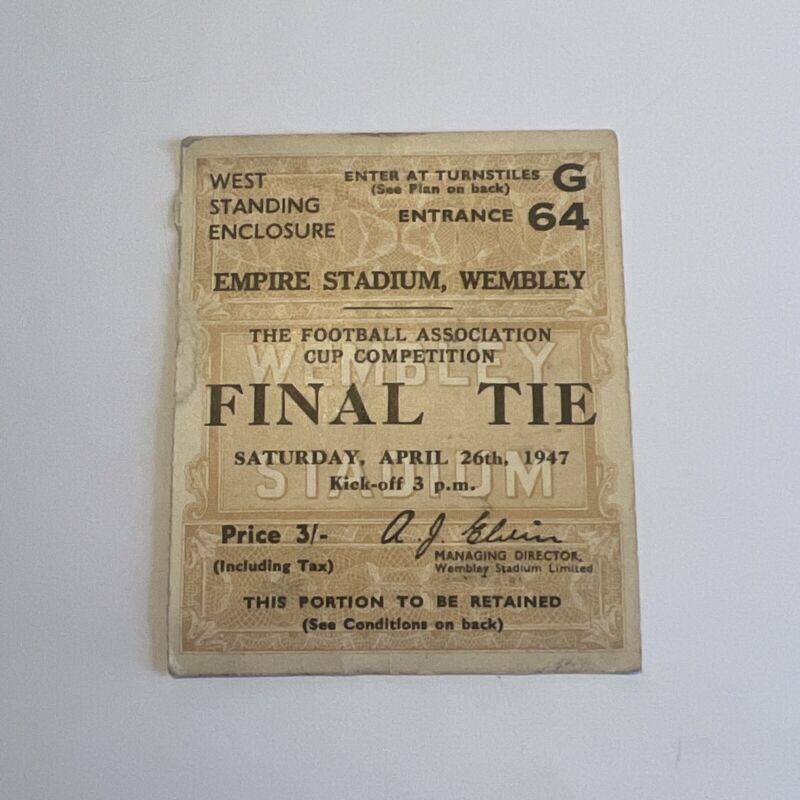 WEST
STANDING
ENCLOSURE
ENTER AT TURNSTILES G
(See Plan on back)
ENTRANCE 64
EMPIRE STADIUM, WEMBLEY
THE FOOTBALL ASSOCIATION
CUP COMPETITION
WEMBLEY
FINAL TIE
SATURDAY, APRIL 26th, 1947
STADIUM
Kick-off 3 p.m.
Price 3/-
(Including Tax)
A. J. Elvin
MANAGING DIRECTOR,
Wembley Stadium Limited
THIS PORTION TO BE RETAINED
(See Conditions on back)